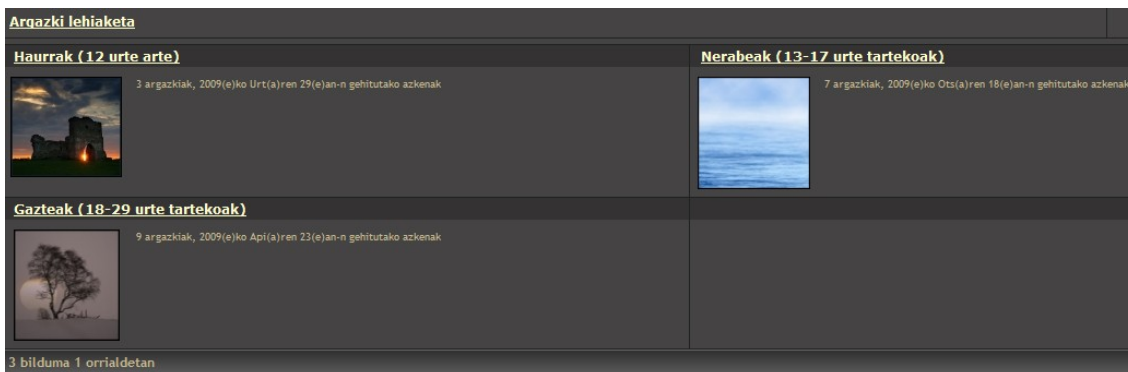 Argazki lehiaketa
Haurrak (12 urte arte)
3 argazkiak, 2009(e)ko Urt(a)ren 29(e)an-n gehitutako azkenak
Nerabeak (13-17 urte tartekoak)
7 argazkiak, 2009(e)ko Ots(a)ren 18(e)an-n gehitutako azkenak
Gazteak (18-29 urte tartekoak)
9 argazkiak, 2009(e)ko Api(a)ren 23(e)an-n gehitutako azkenak
3 bilduma 1 orrialdetan